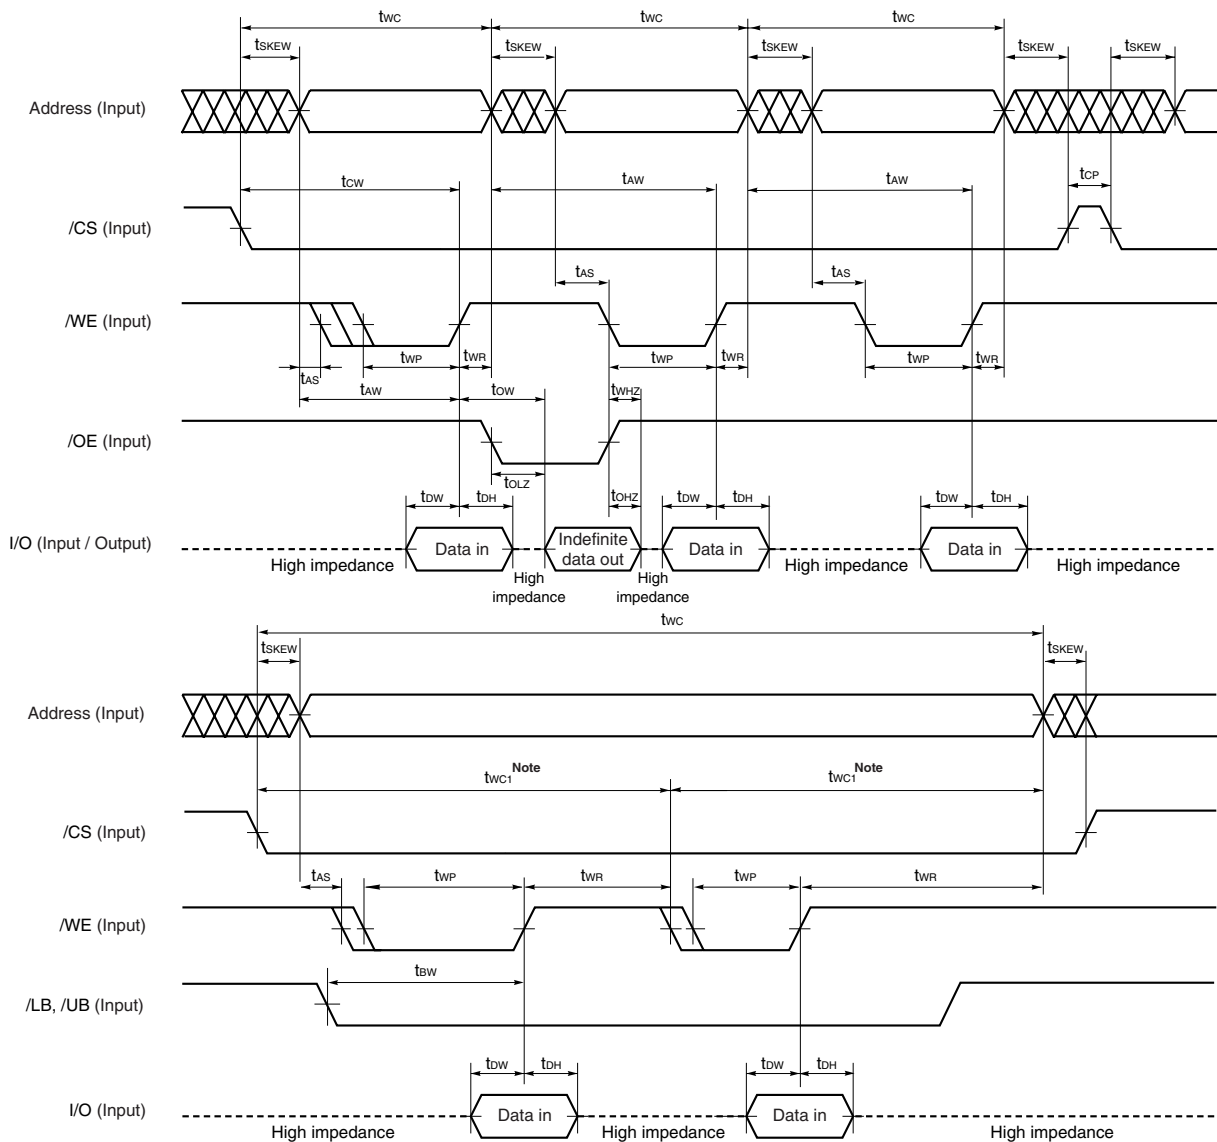 tWC tWC tWC
tSKEW tSKEW tSKEW tSKEW tSKEW
Address (Input)
tCW tAW tAW tCP
/CS (Input)
tAS tAS
/WE (Input)
tWP tWR tWP tWR tWP tWR
tAS tAW tOW tWHZ
/OE (Input)
tOLZ tOHZ
tDW tDH tDW tDH tDW tDH
I/O (Input / Output)
Data in Indefinite data out Data in Data in
High impedance High impedance High impedance High impedance High impedance
tWC
tSKEW tSKEW
Address (Input)
tWC1 Note tWC1 Note
/CS (Input)
tAS tWP tWR tWP tWR
/WE (Input)
tBW
/LB, /UB (Input)
tDW tDH tDW tDH
I/O (Input)
Data in Data in
High impedance High impedance High impedance